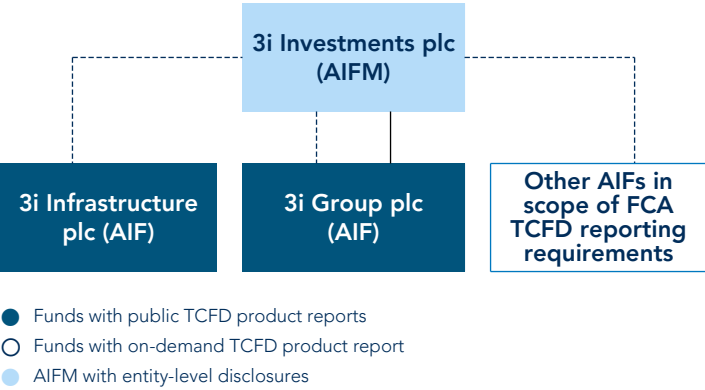 3i Investments plc
(AIFM)
3i Infrastructure
plc (AIF)
3i Group plc
(AIF)
Other AIFs in
scope of FCA
TCFD reporting
requirements
Funds with public TCFD product reports
Funds with on-demand TCFD product report
AIFM with entity-level disclosures